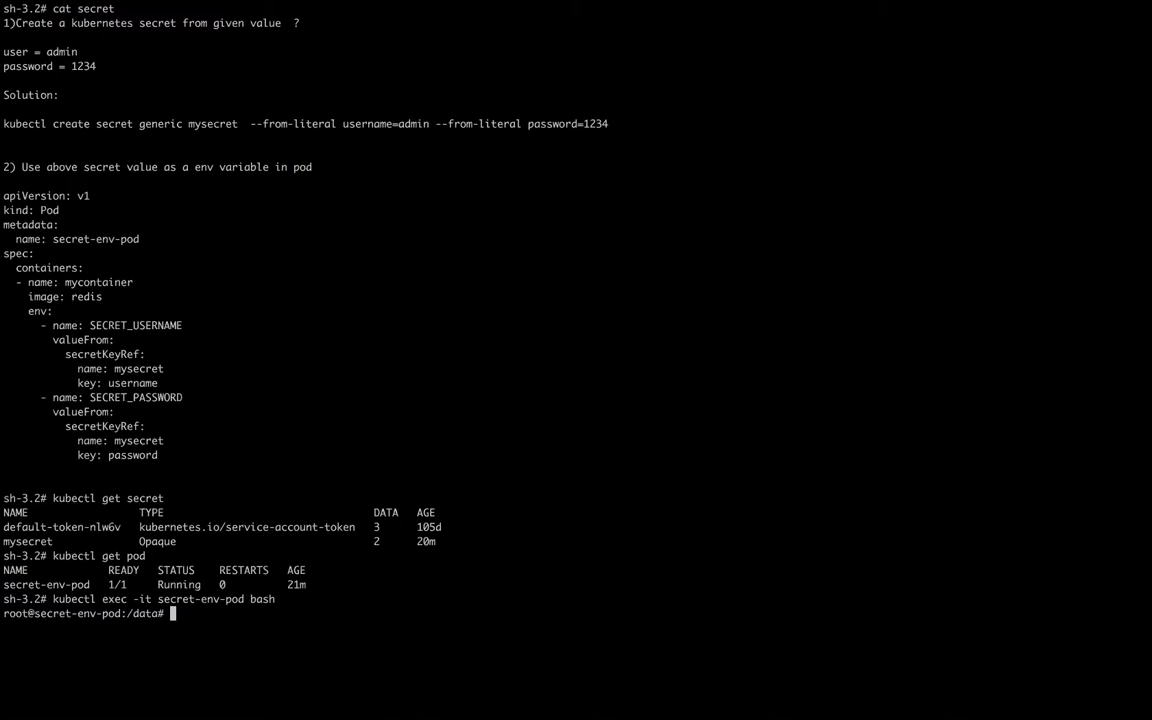 sh-3.2# cat secret
1)Create a kubernetes secret from given value  ?
user = admin
password = 1234
Solution:
kubectl create secret generic mysecret  --from-literal username=admin --from-literal password=1234
2) Use above secret value as a env variable in pod
apiVersion: v1
kind: Pod
metadata:
  name: secret-env-pod
spec:
  containers:
  - name: mycontainer
    image: redis
    env:
      - name: SECRET_USERNAME
        valueFrom:
          secretKeyRef:
            name: mysecret
            key: username
      - name: SECRET_PASSWORD
        valueFrom:
          secretKeyRef:
            name: mysecret
            key: password
sh-3.2# kubectl get secret
NAME                  TYPE                                  DATA   AGE
default-token-nlw6v   kubernetes.io/service-account-token   3      105d
mysecret              Opaque                                2      20m
sh-3.2# kubectl get pod
NAME             READY   STATUS    RESTARTS   AGE
secret-env-pod   1/1     Running   0          21m
sh-3.2# kubectl exec -it secret-env-pod bash
root@secret-env-pod:/data#